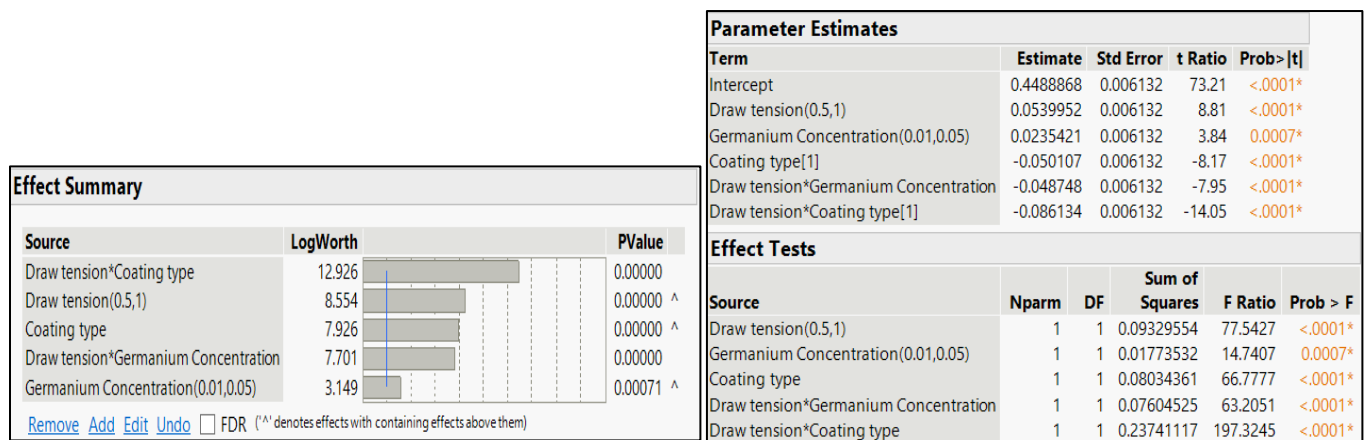 Effect Summary
Source LogWorth PValue
Draw tension*Coating type 12.926 0.00000
Draw tension(0.5,1) 8.554 0.00000 ^
Coating type 7.926 0.00000 ^
Draw tension*Germanium Concentration 7.701 0.00000
Germanium Concentration(0.01,0.05) 3.149 0.00071 ^
Remove Add Edit Undo FDR ('^' denotes effects with containing effects above them)
Parameter Estimates
Term Estimate Std Error t Ratio Prob>|t|
Intercept 0.4488868 0.006132 73.21 <.0001*
Draw tension(0.5,1) 0.0539952 0.006132 8.81 <.0001*
Germanium Concentration(0.01,0.05) 0.0235421 0.006132 3.84 0.0007*
Coating type[1] -0.050107 0.006132 -8.17 <.0001*
Draw tension*Germanium Concentration -0.048748 0.006132 -7.95 <.0001*
Draw tension*Coating type[1] -0.086134 0.006132 -14.05 <.0001*
Effect Tests
Sum of
Source Nparm DF Squares F Ratio Prob > F
Draw tension(0.5,1) 1 1 0.09329554 77.5427 <.0001*
Germanium Concentration(0.01,0.05) 1 1 0.01773532 14.7407 0.0007*
Coating type 1 1 0.08034361 66.7777 <.0001*
Draw tension*Germanium Concentration 1 1 0.07604525 63.2051 <.0001*
Draw tension*Coating type 1 1 0.23741117 197.3245 <.0001*